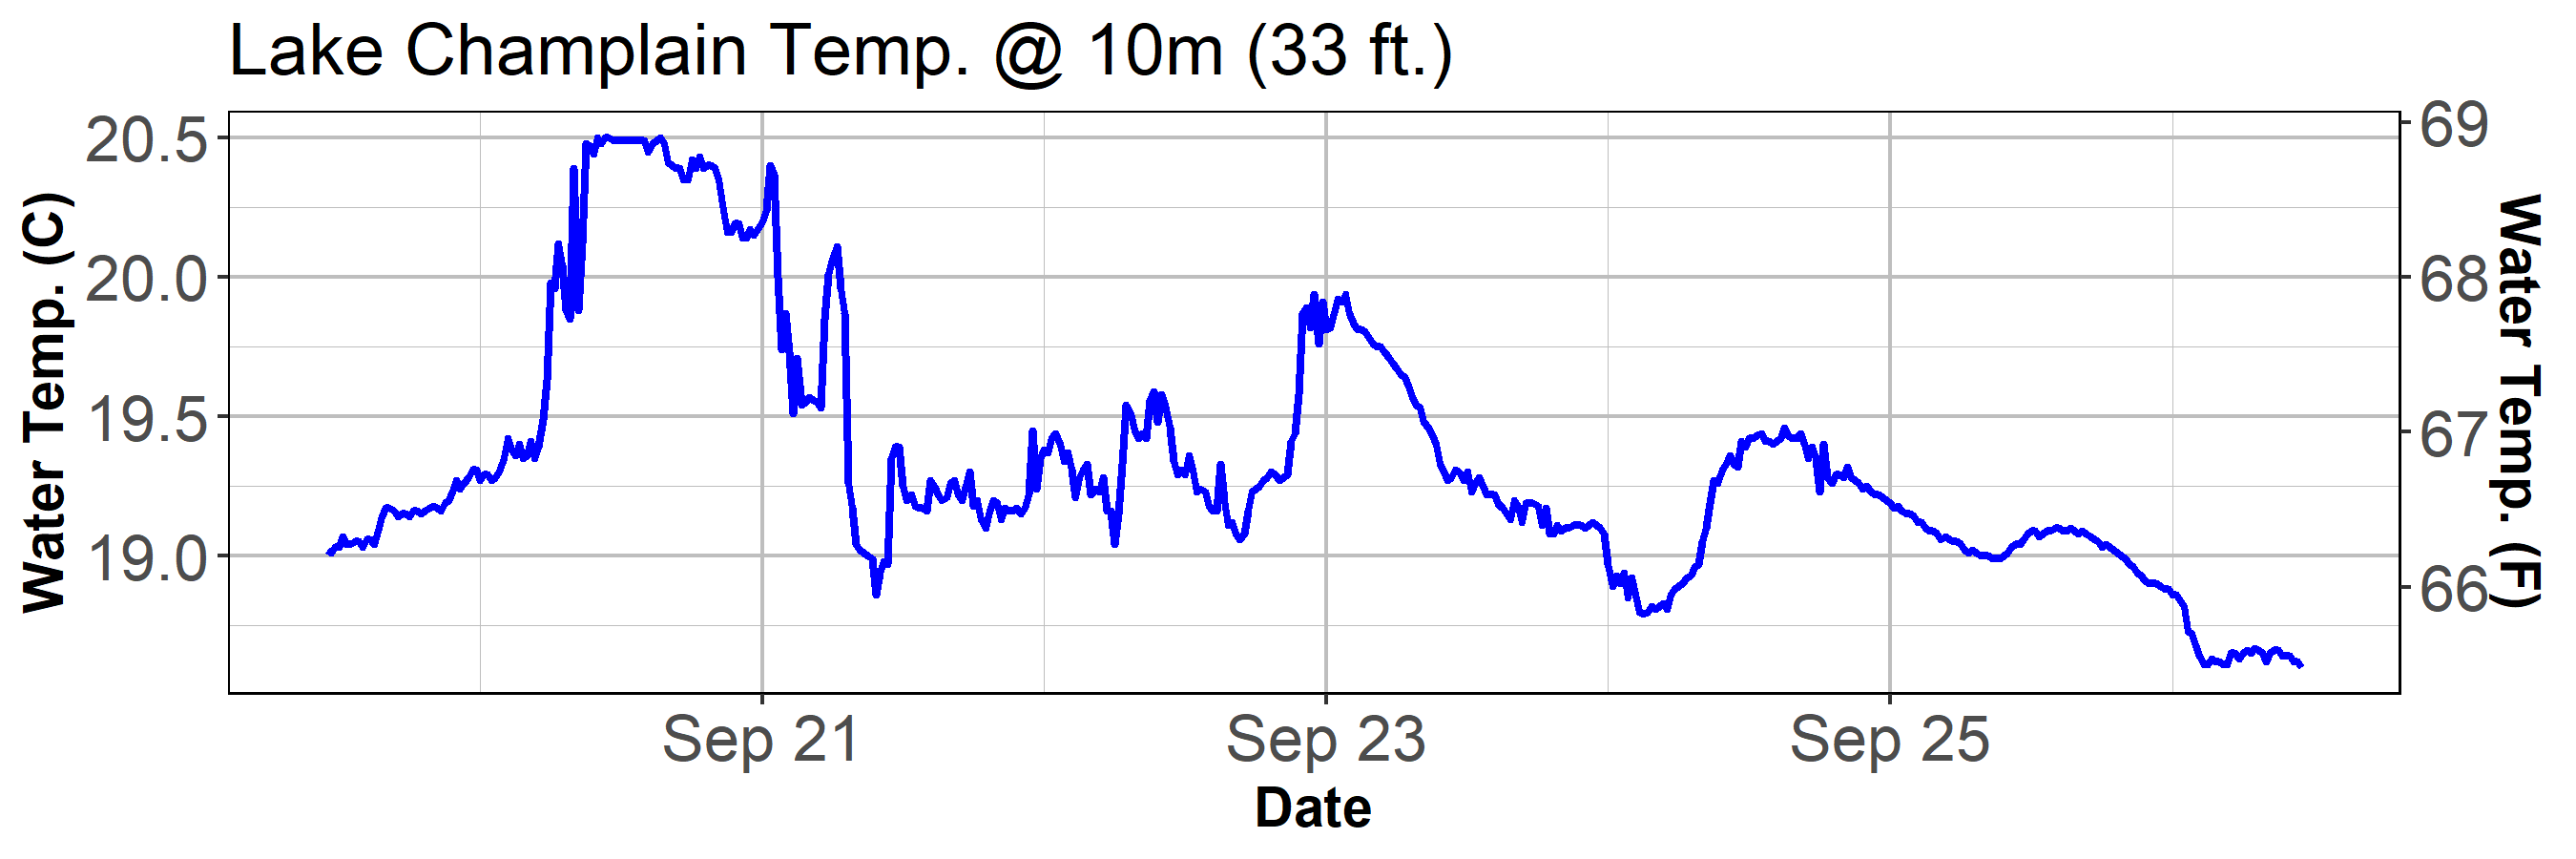 Lake Champlain Temp. @ 10m (33 ft.)
Water Temp. (C)
20.5
20.0
19.5
19.0
69
68
67
66
Water Temp. (F)
Sep 21 Sep 23 Sep 25
Date